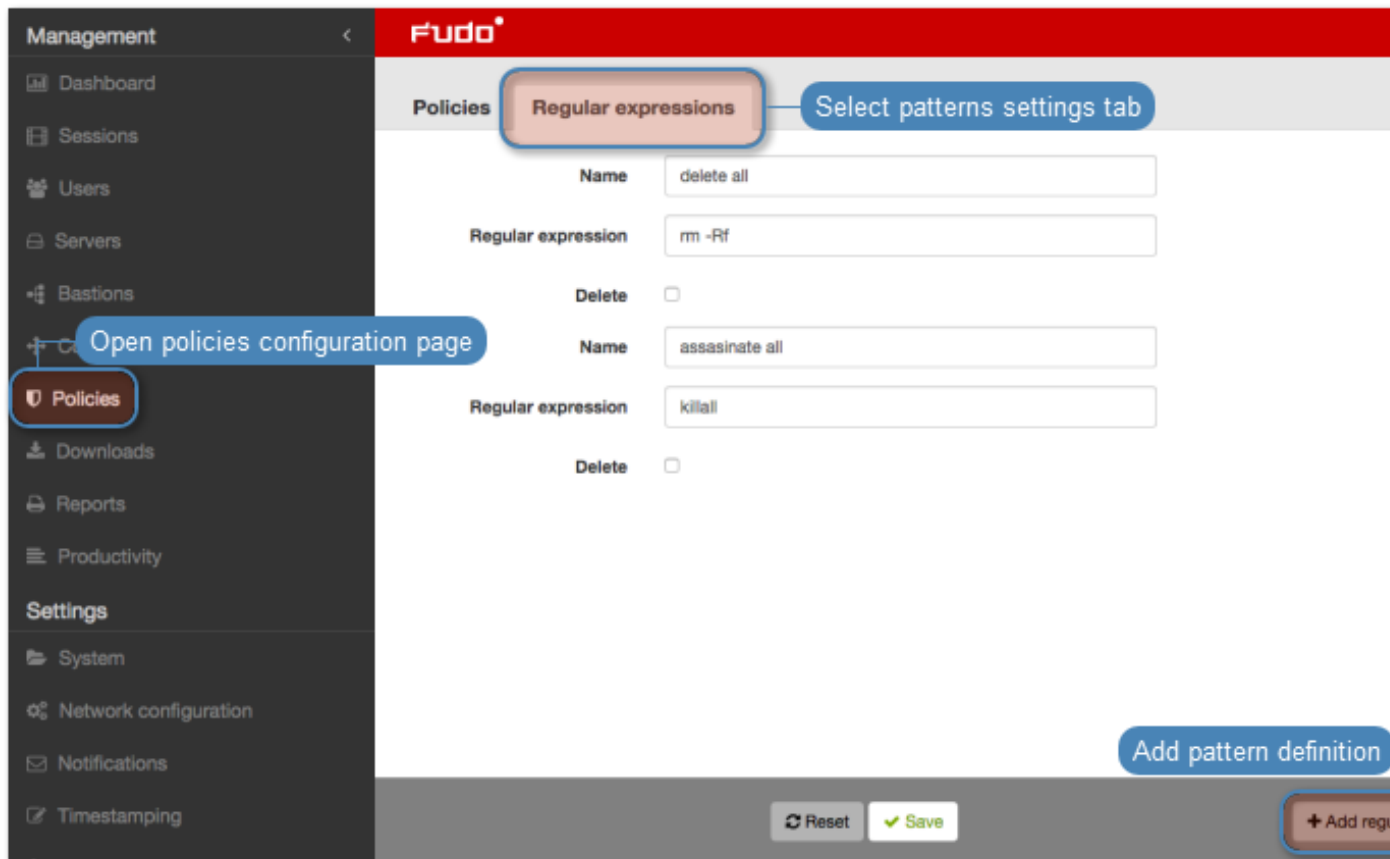 Management
Dashboard
Sessions
Users
Servers
Bastions
Open policies configuration page
Policies
Downloads
Reports
Productivity
Settings
System
Network configuration
Notifications
Timestamping
FUDO
Policies
Regular expressions
Select patterns settings tab
Name
delete all
Regular expression
rm -Rf
Delete
Name
assasinate all
Regular expression
killall
Delete
Add pattern definition
Reset
Save
+ Add regu